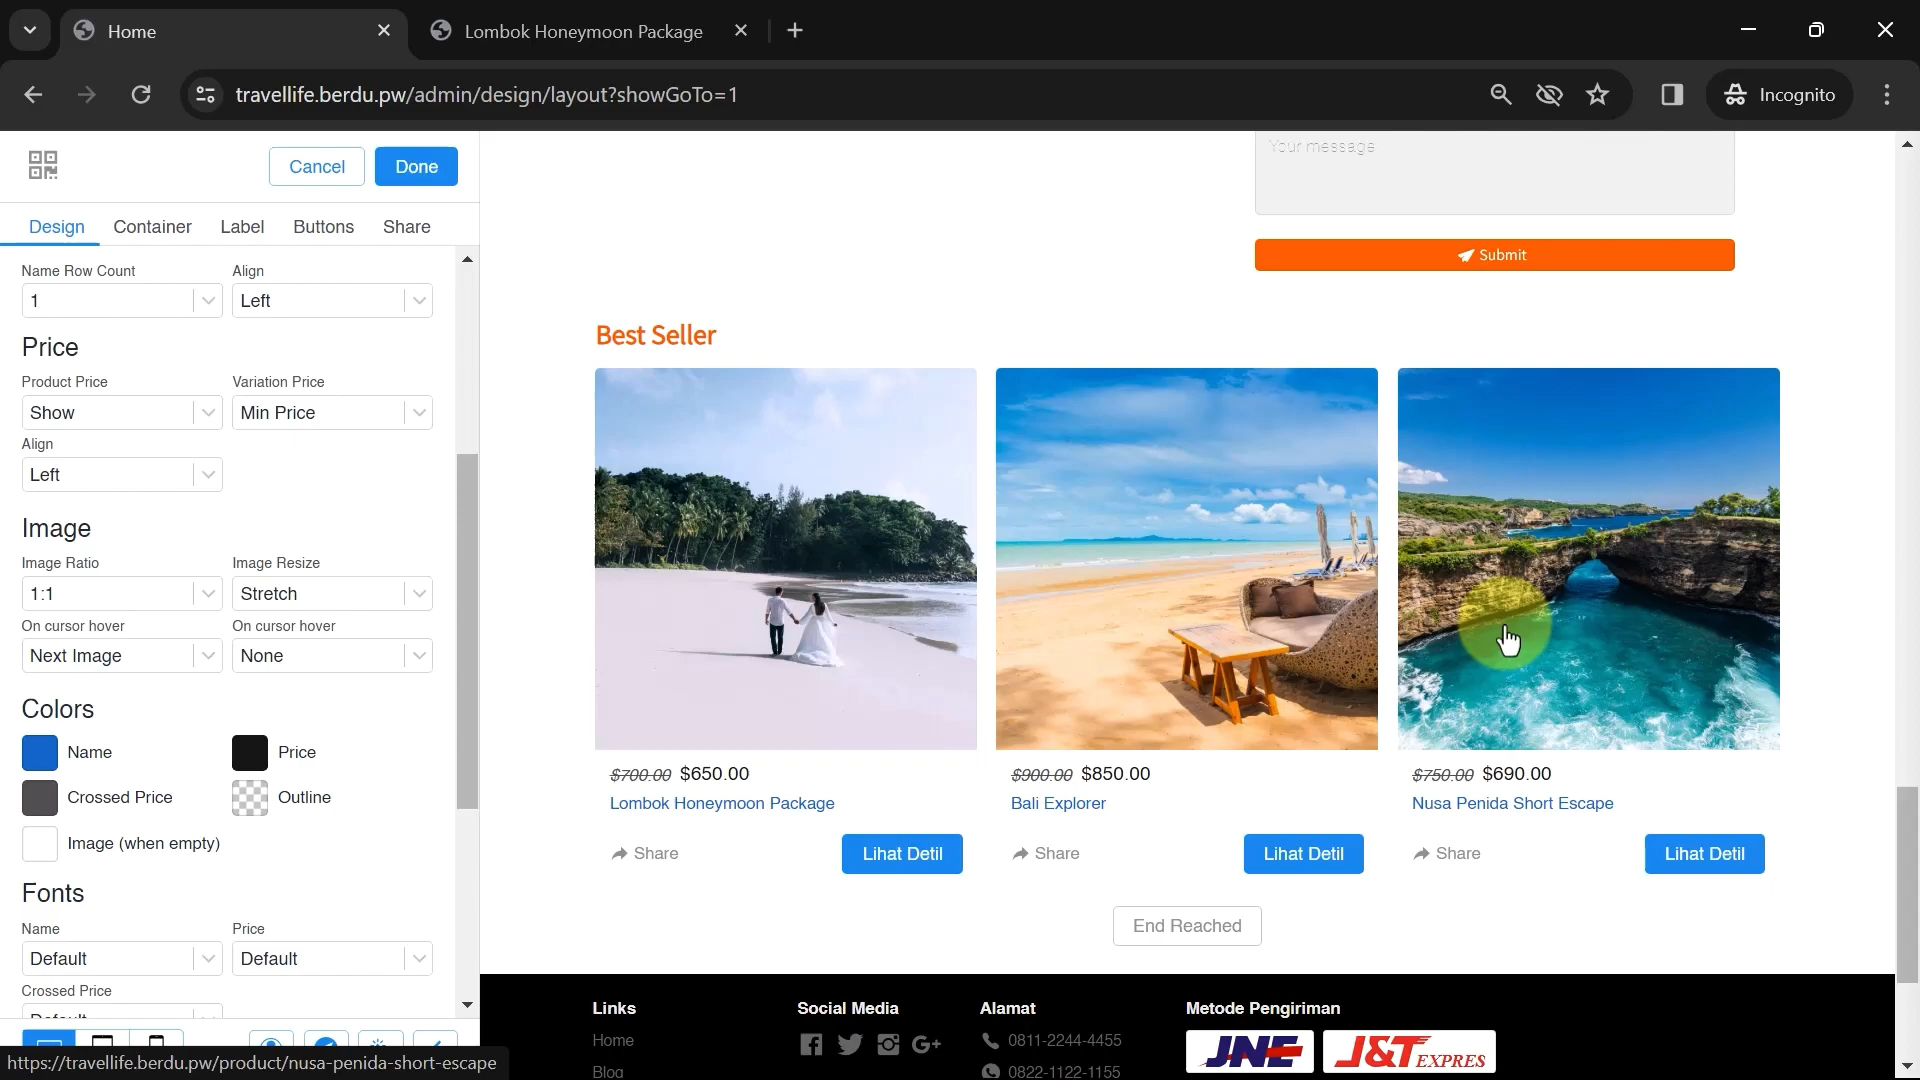 Home
Lombok Honeymoon Package
travellife.berdu.pw/admin/design/layout?showGoTo=1
Incognito
Cancel
Done
Design
Container
Label
Buttons
Share
Name Row Count
Align
1
Left
Price
Product Price
Variation Price
Show
Min Price
Align
Left
Image
Image Ratio
Image Resize
1:1
Stretch
On cursor hover
On cursor hover
Next Image
None
Colors
Name
Price
Crossed Price
Outline
Image (when empty)
Fonts
Name
Price
Default
Default
Crossed Price
Default
https://travellife.berdu.pw/product/nusa-penida-short-escape
Your message
Submit
Best Seller
$700.00 $650.00
Lombok Honeymoon Package
Share
Lihat Detil
$900.00 $850.00
Bali Explorer
Share
Lihat Detil
$750.00 $690.00
Nusa Penida Short Escape
Share
Lihat Detil
End Reached
Links
Home
Blog
Social Media
Alamat
0811-2244-4455
0822-1122-1155
Metode Pengiriman
JNE
J&T EXPRES